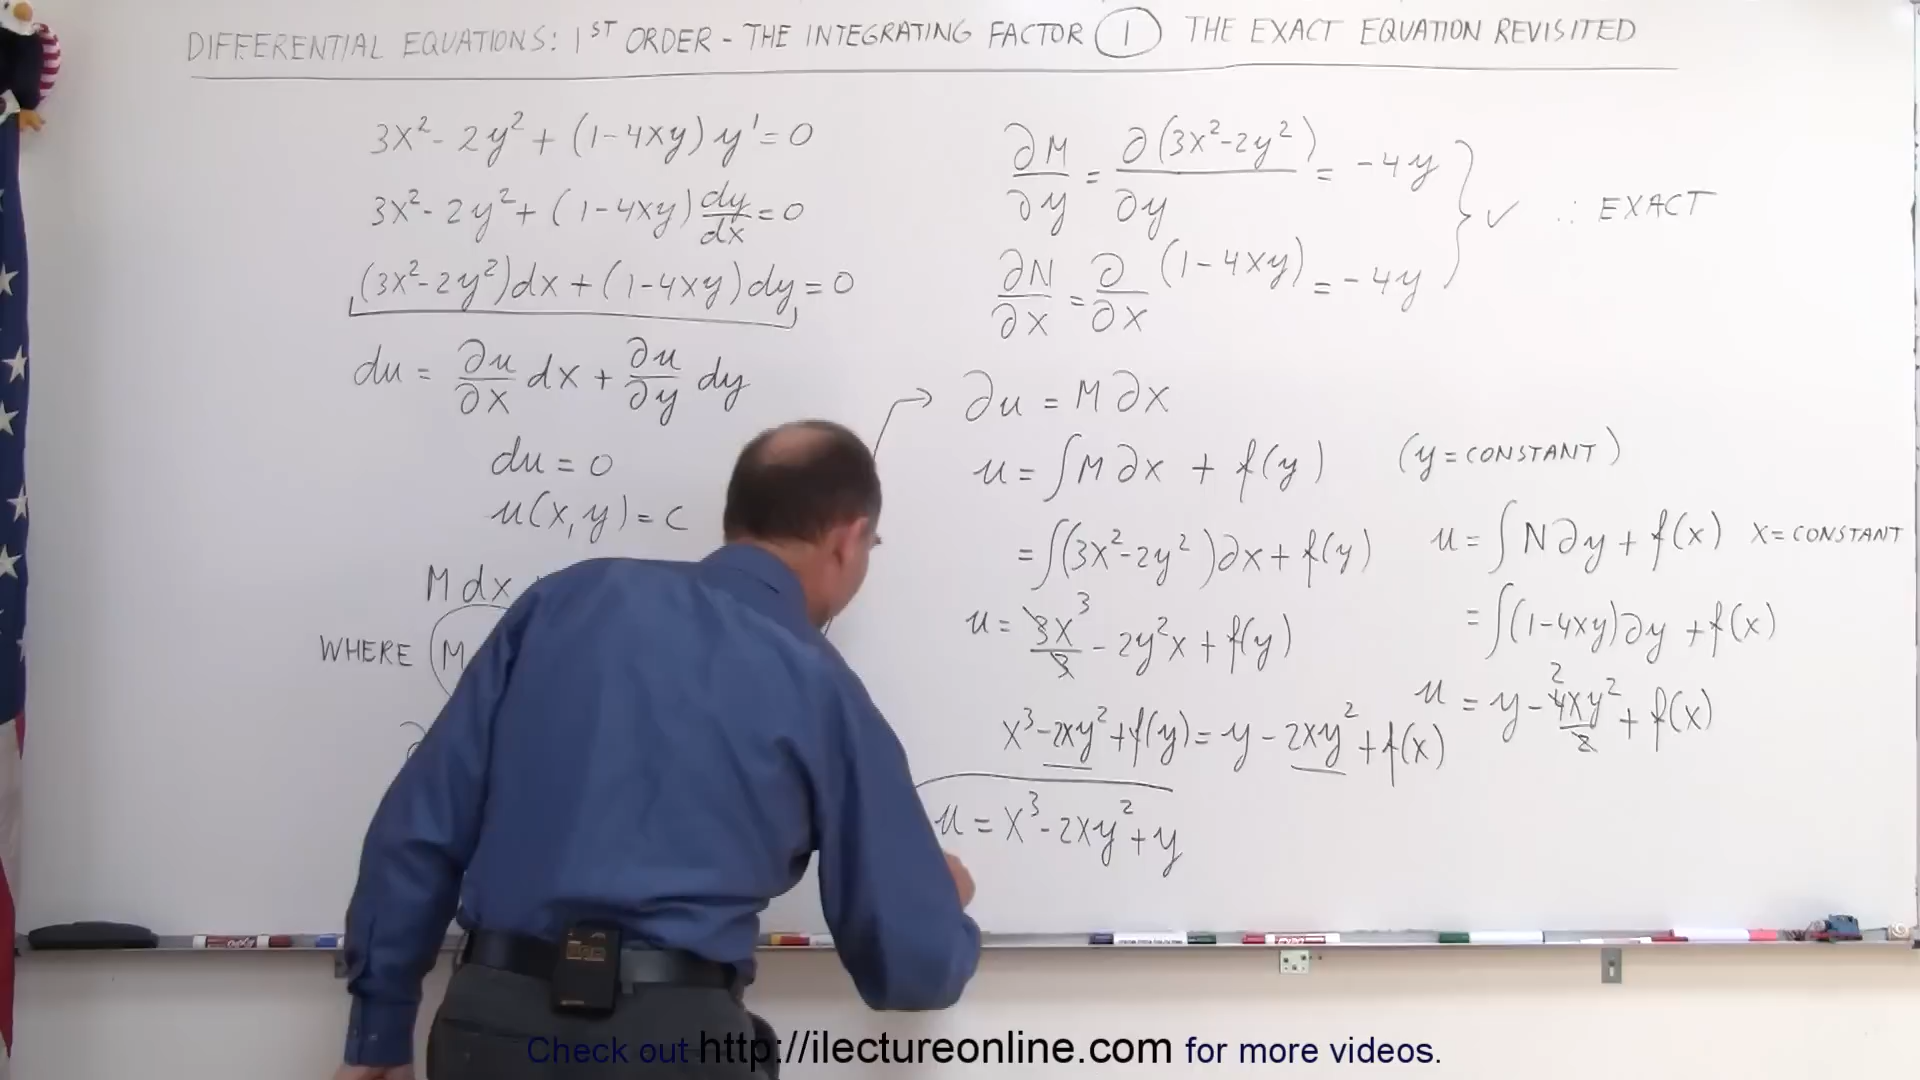 DIFFERENTIAL EQUATIONS: 1ST ORDER - THE INTEGRATING FACTOR 1 THE EXACT EQUATION REVISITED
3x² - 2y² + (1-4xy) y' = 0
3x² - 2y² + (1-4xy) dy/dx = 0
(3x²-2y²)dx + (1-4xy)dy = 0
du = ∂u/∂x dx + ∂u/∂y dy
du = 0
u(x,y) = c
M dx
WHERE (M
∂M/∂y = ∂(3x²-2y²)/∂y = -4y
∂N/∂x = ∂/∂x (1-4xy) = -4y
} ✓ ∴ EXACT
→ ∂u = M ∂x
u = ∫M ∂x + f(y) (y = CONSTANT)
= ∫(3x²-2y²)∂x + f(y)
u = 3x³/3 - 2y²x + f(y)
u = ∫N ∂y + f(x) x = CONSTANT
= ∫(1-4xy)∂y + f(x)
u = y - 4xy²/2 + f(x)
2
x³ - 2xy² + f(y) = y - 2xy² + f(x)
u = x³ - 2xy² + y
EXPO
Check out http://ilectureonline.com for more videos.